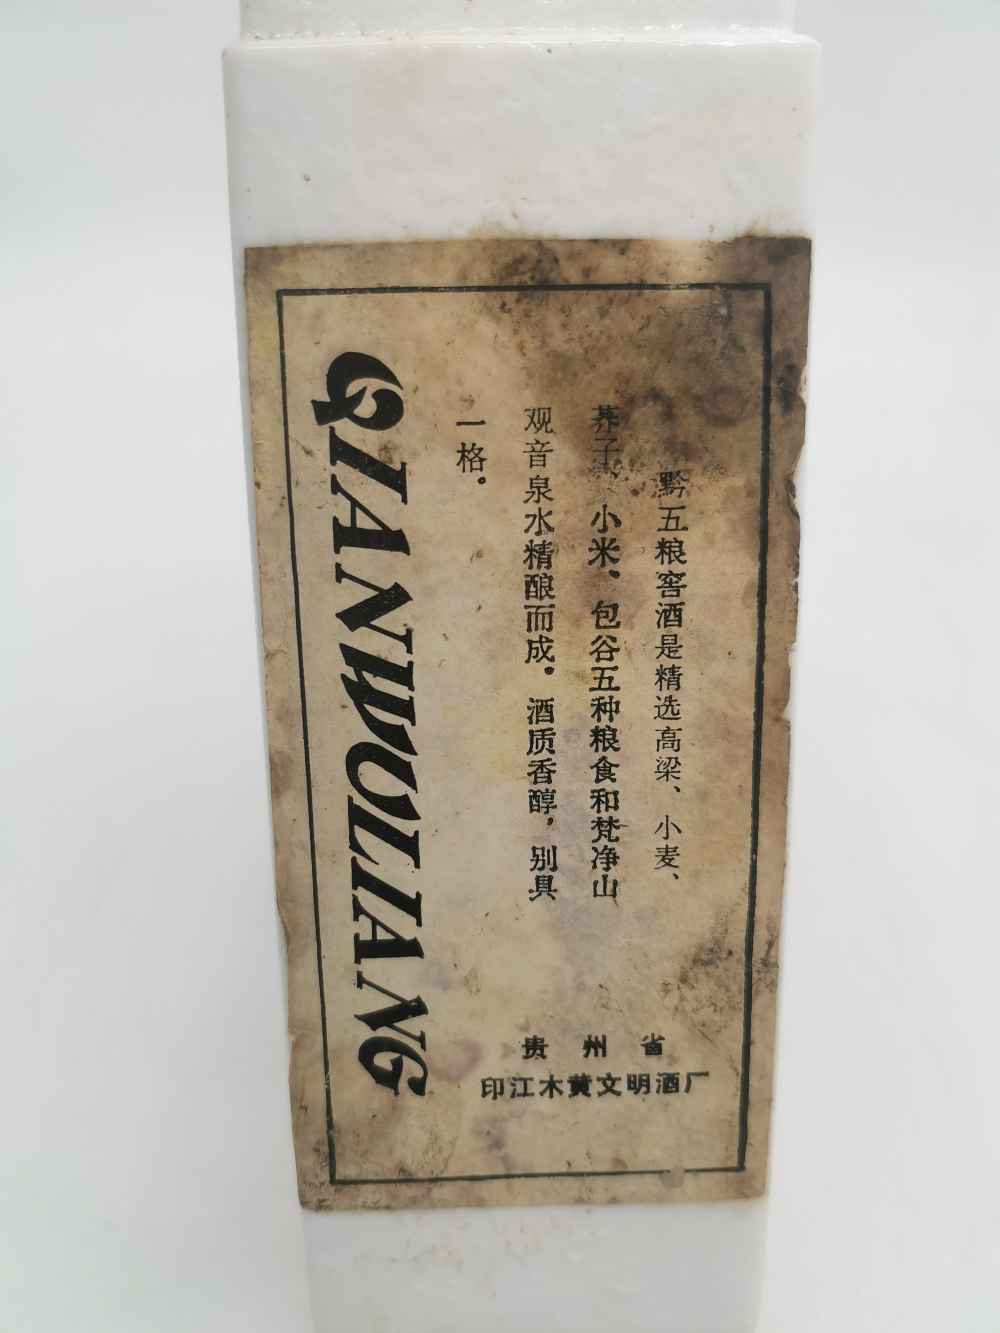 黔五粮窖酒是精选高梁、小麦、
荞子、小米、包谷五种粮食和梵净山
观音泉水精酿而成。酒质香醇，别具
一格。
QIANWULIANG
贵州省
印江木黄文明酒厂